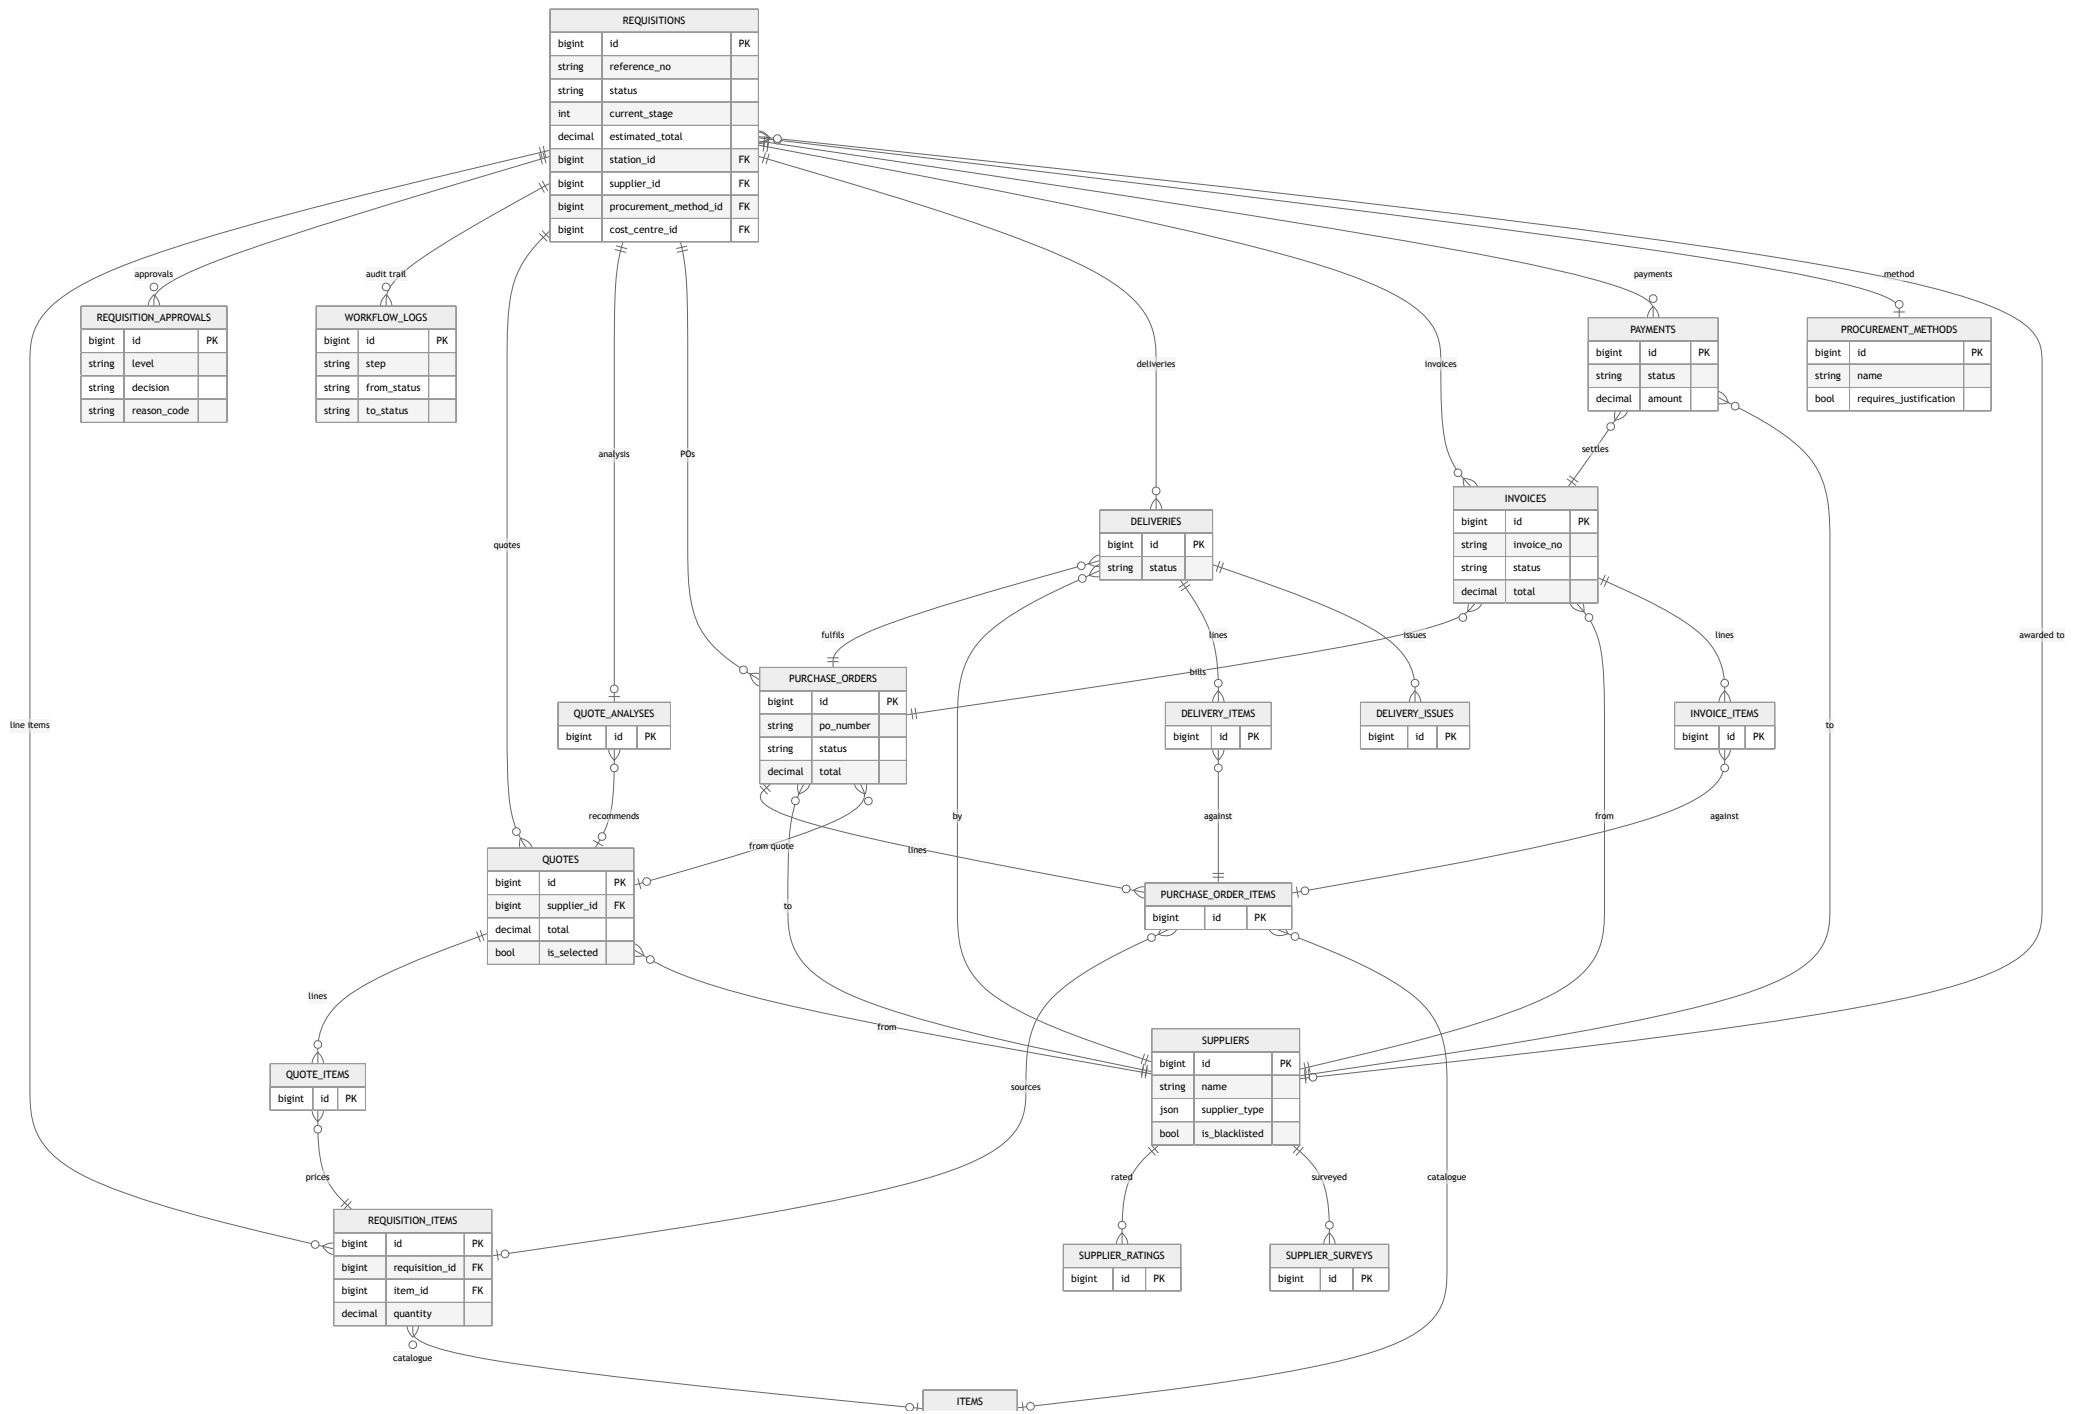 REQUISITIONS
bigint id PK
string reference_no
string status
int current_stage
decimal estimated_total
bigint station_id FK
bigint supplier_id FK
bigint procurement_method_id FK
bigint cost_centre_id FK
approvals
audit trail
payments
method
REQUISITION_APPROVALS
bigint id PK
string level
string decision
string reason_code
WORKFLOW_LOGS
bigint id PK
string step
string from_status
string to_status
PAYMENTS
bigint id PK
string status
decimal amount
PROCUREMENT_METHODS
bigint id PK
string name
bool requires_justification
deliveries
invoices
analysis
POs
settles
quotes
DELIVERIES
bigint id PK
string status
INVOICES
bigint id PK
string invoice_no
string status
decimal total
fulfils
lines
issues
lines
awarded to
bills
line items
to
PURCHASE_ORDERS
bigint id PK
string po_number
string status
decimal total
QUOTE_ANALYSES
bigint id PK
DELIVERY_ITEMS
bigint id PK
DELIVERY_ISSUES
bigint id PK
INVOICE_ITEMS
bigint id PK
recommends
by
against
from
against
from quote
lines
QUOTES
bigint id PK
bigint supplier_id FK
decimal total
bool is_selected
to
PURCHASE_ORDER_ITEMS
bigint id PK
lines
from
SUPPLIERS
bigint id PK
string name
json supplier_type
bool is_blacklisted
QUOTE_ITEMS
bigint id PK
sources
prices
rated
surveyed
catalogue
REQUISITION_ITEMS
bigint id PK
bigint requisition_id FK
bigint item_id FK
decimal quantity
SUPPLIER_RATINGS
bigint id PK
SUPPLIER_SURVEYS
bigint id PK
catalogue
ITEMS